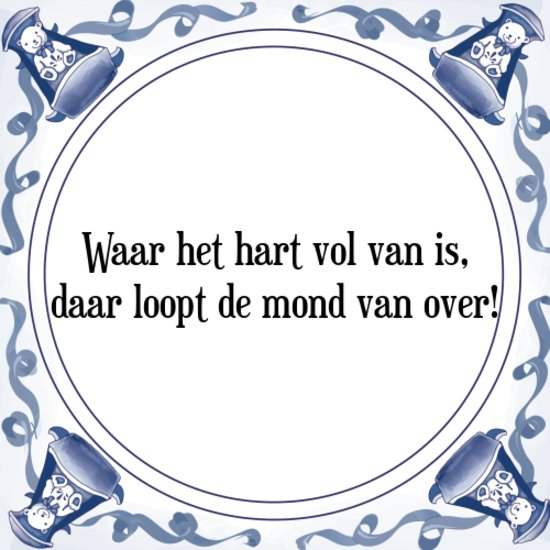 Waar het hart vol van is,
daar loopt de mond van over!